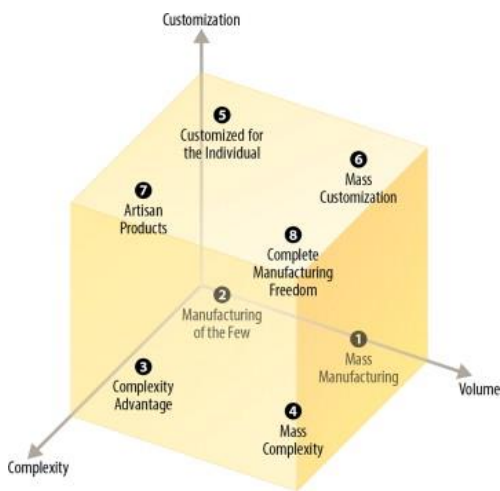 Customization
5
Customized for
the Individual
6
Mass
Customization
7
Artisan
Products
8
Complete
Manufacturing
Freedom
2
Manufacturing
of the Few
1
Mass
Manufacturing
3
Complexity
Advantage
Volume
4
Mass
Complexity
Complexity